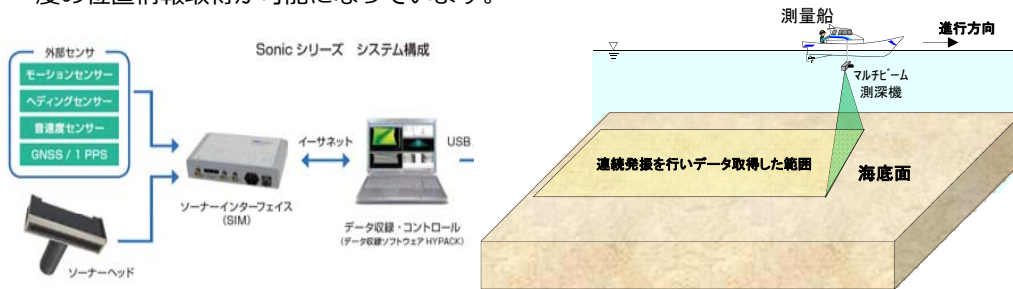 度の位置情報取得が可能になっています。
Sonic シリーズ　システム構成
外部センサ
モーションセンサー
ヘディングセンサー
音速度センサー
GNSS / 1 PPS
イーサネット
USB
ソーナーインターフェイス
(SIM)
データ収録・コントロール
(データ収録ソフトウェア HYPACK)
ソーナーヘッド
測量船
進行方向
マルチビーム
測深機
連続発振を行いデータ取得した範囲
海底面